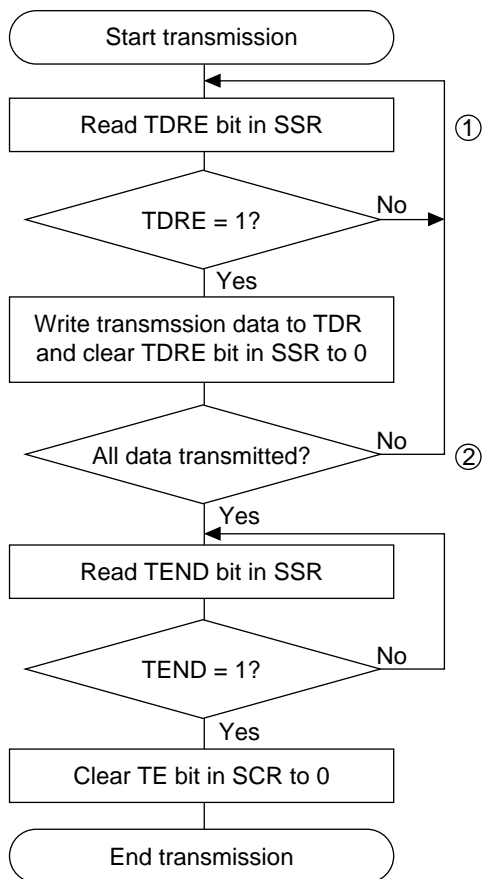 Start transmission
Read TDRE bit in SSR
①
TDRE = 1?
No
Yes
Write transmssion data to TDR
and clear TDRE bit in SSR to 0
All data transmitted?
No
②
Yes
Read TEND bit in SSR
TEND = 1?
No
Yes
Clear TE bit in SCR to 0
End transmission